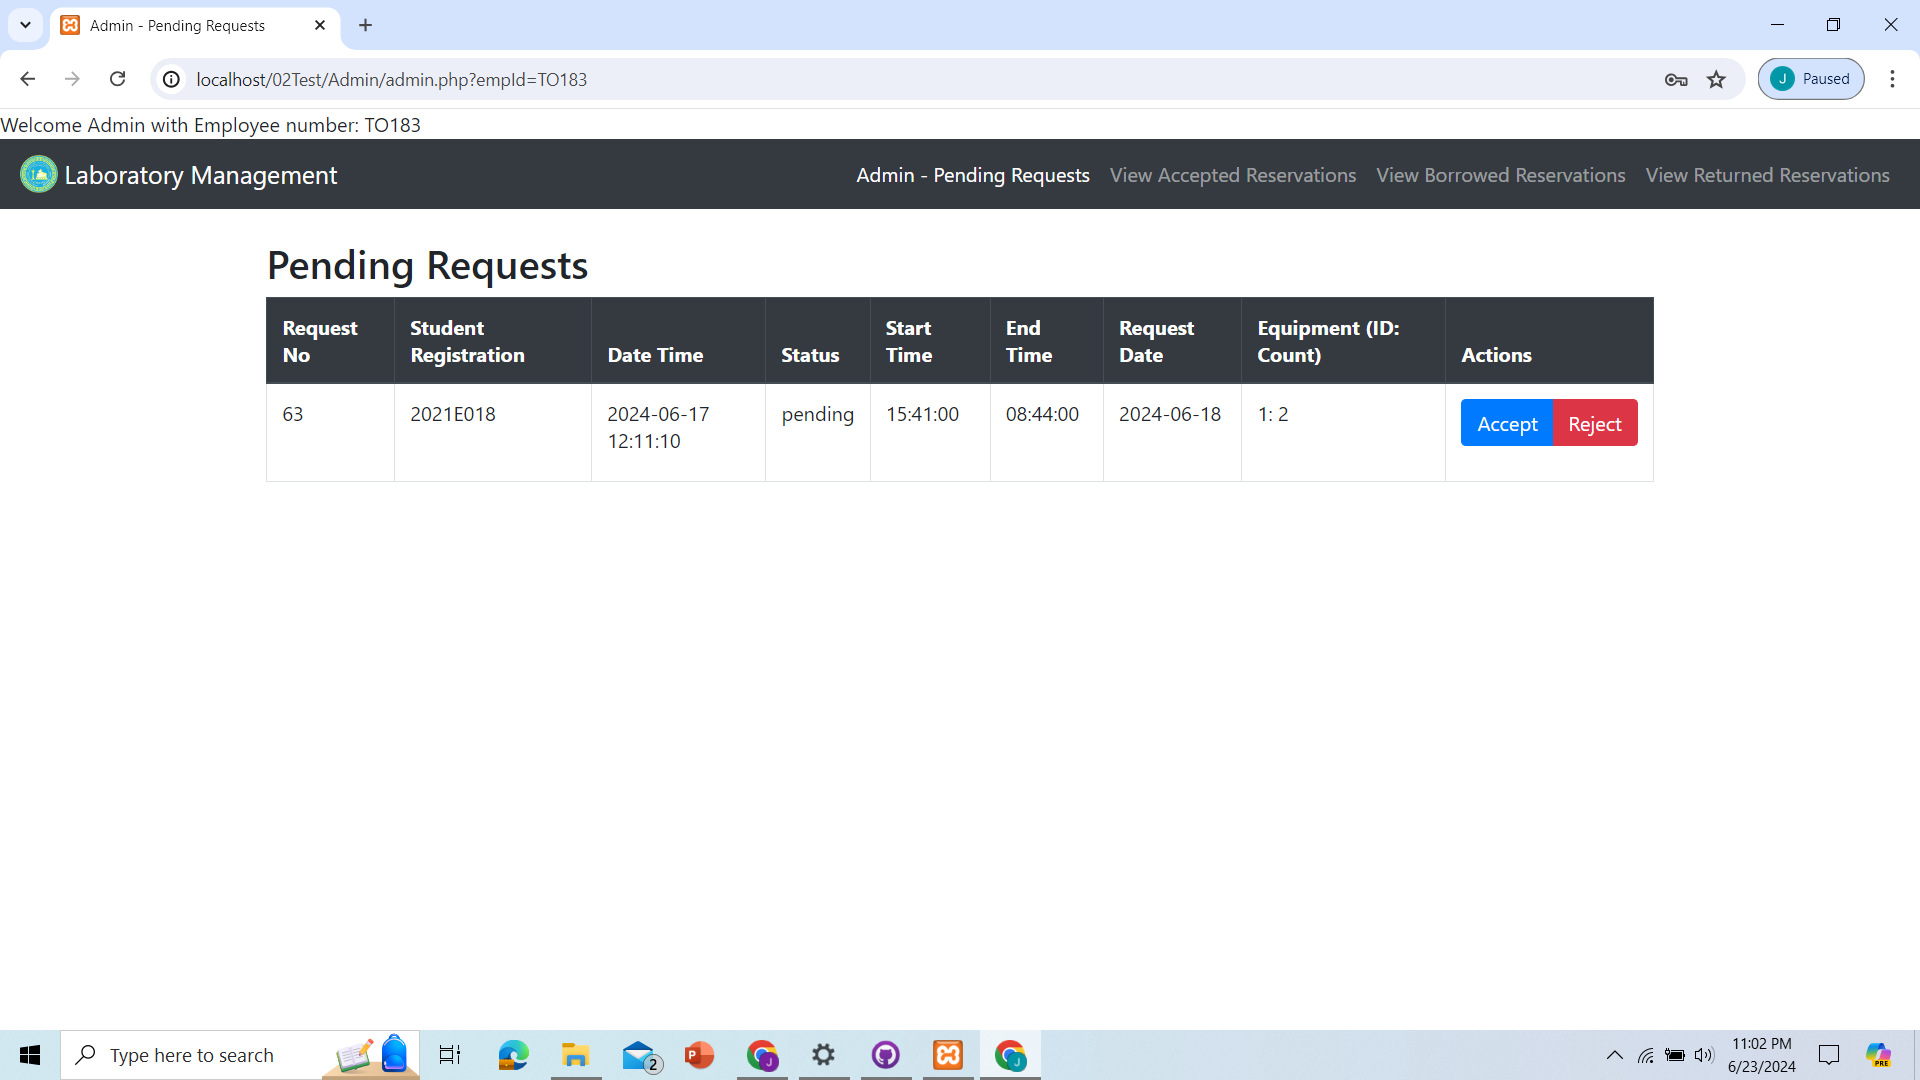 Admin - Pending Requests
localhost/02Test/Admin/admin.php?empId=TO183
J Paused
Welcome Admin with Employee number: TO183
Laboratory Management Admin - Pending Requests View Accepted Reservations View Borrowed Reservations View Returned Reservations
Pending Requests
Request No Student Registration Date Time Status Start Time End Time Request Date Equipment (ID: Count) Actions
63 2021E018 2024-06-17 12:11:10 pending 15:41:00 08:44:00 2024-06-18 1: 2 Accept Reject
Type here to search
2
P
J
J
11:02 PM
6/23/2024
PRE